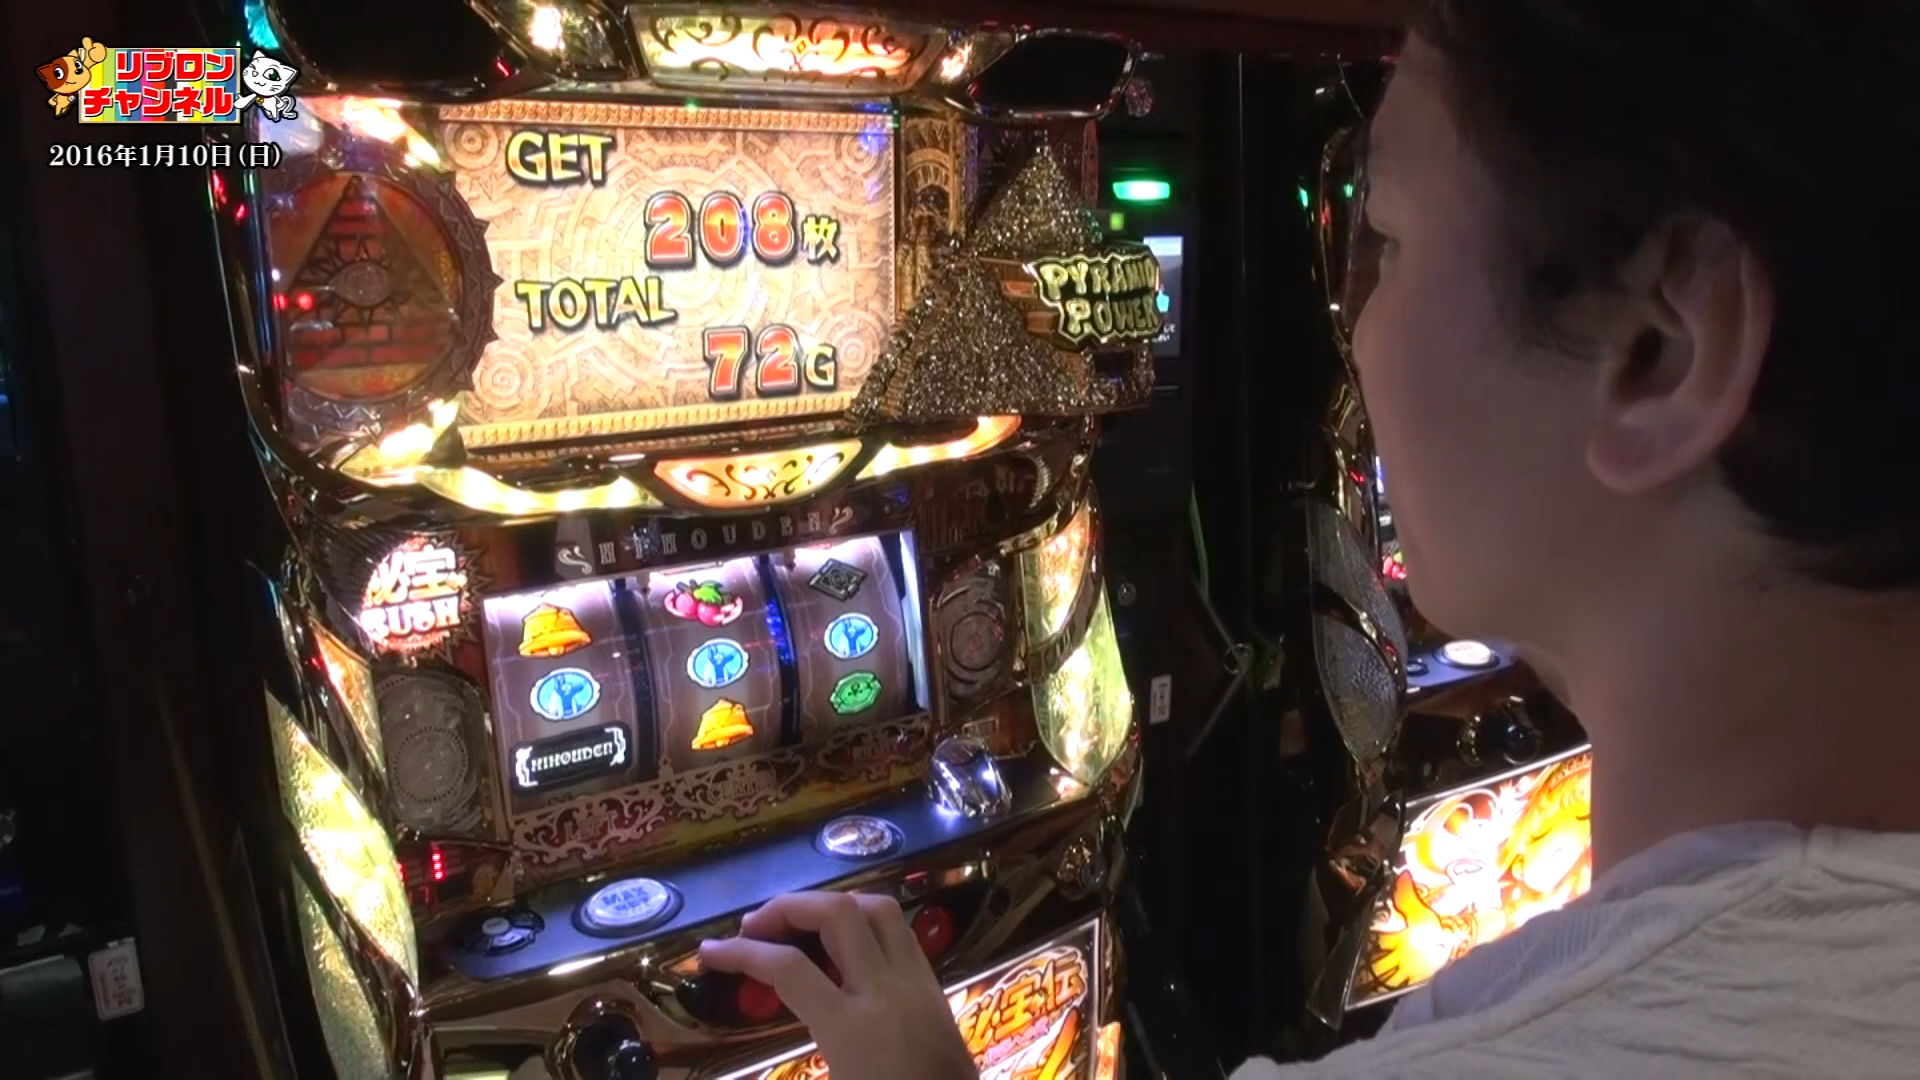 リブロン
チャンネル
2016年1月10日(日)
GET
208枚
TOTAL
72G
PYRAMID
POWER
HIHOUDEN
秘宝
RUSH
HIHOUDEN
MAX
BET
秘宝伝